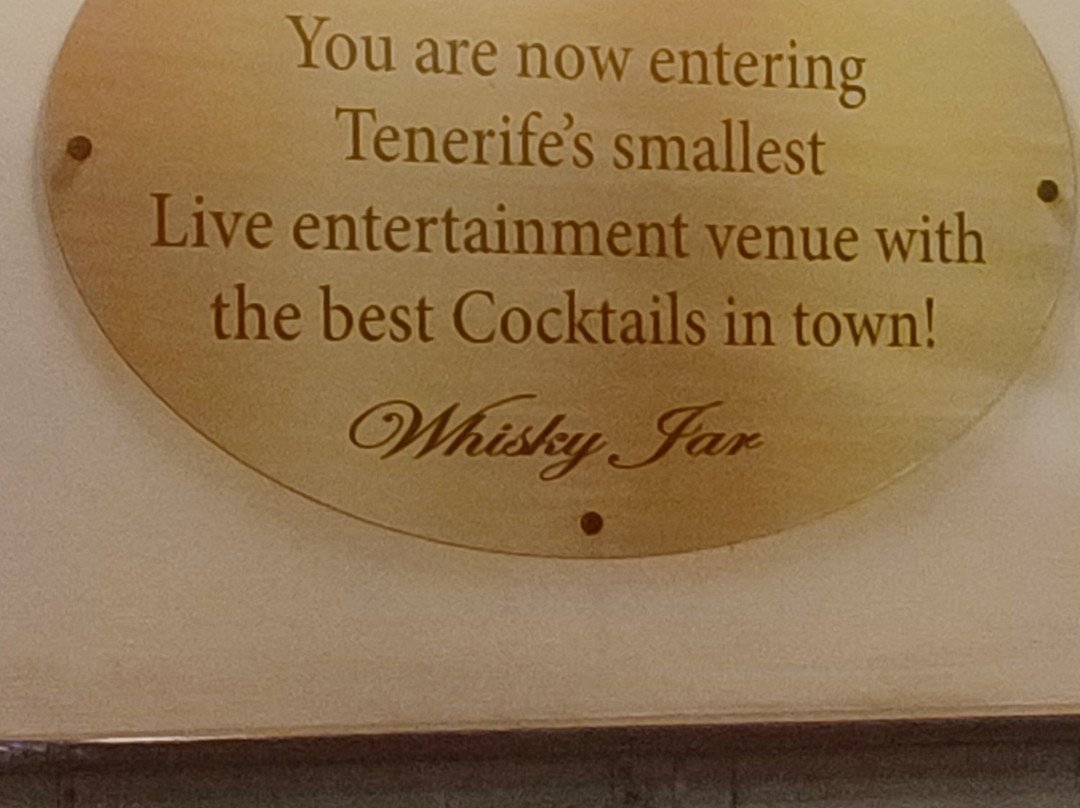 You are now entering
Tenerife's smallest
Live entertainment venue with
the best Cocktails in town!
Whisky Jar